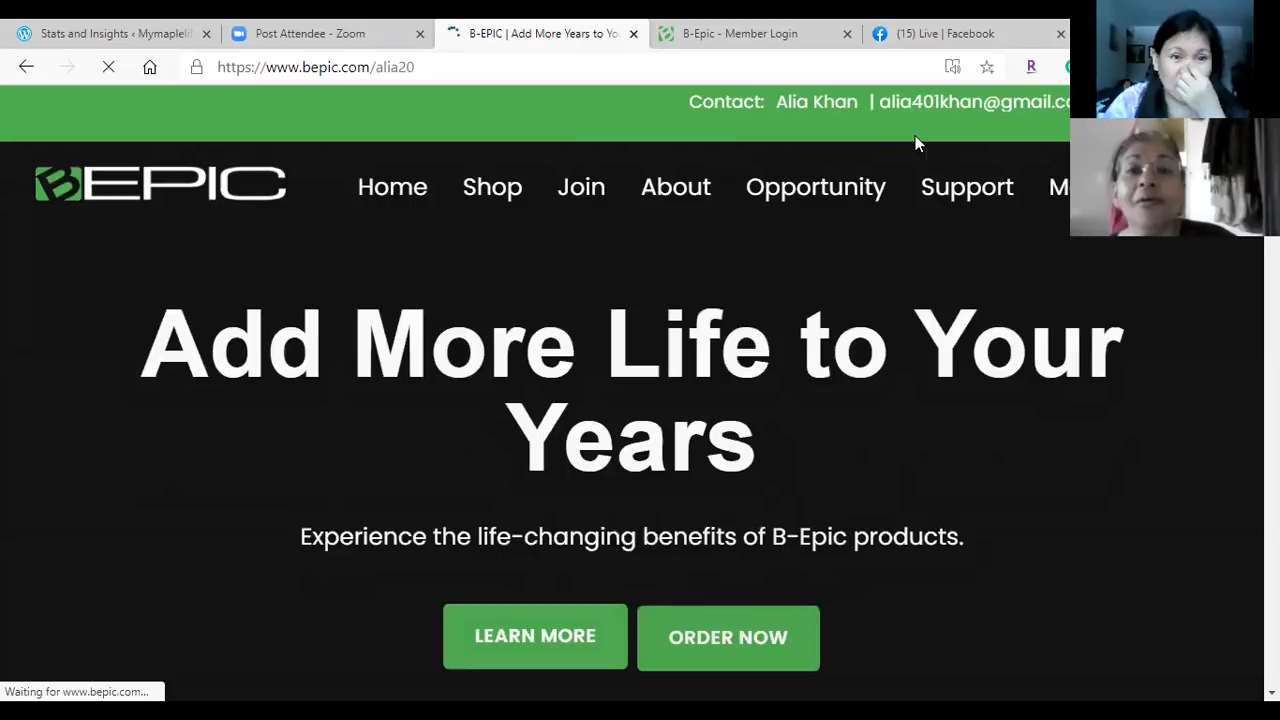 Stats and Insights ‹ Mymaplelif
Post Attendee - Zoom
B-EPIC | Add More Years to Yo
B-Epic - Member Login
(15) Live | Facebook
https://www.bepic.com/alia20
R
Contact: Alia Khan | alia401khan@gmail.co
BEPIC
Home Shop Join About Opportunity Support M
Add More Life to Your
Years
Experience the life-changing benefits of B-Epic products.
LEARN MORE ORDER NOW
Waiting for www.bepic.com...